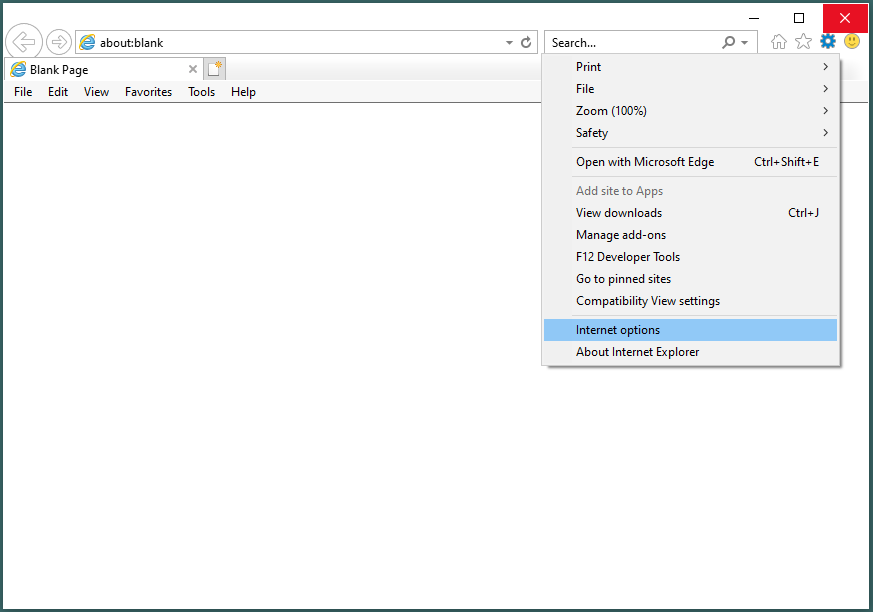 about:blank
Search...
Blank Page
File Edit View Favorites Tools Help
Print
File
Zoom (100%)
Safety
Open with Microsoft Edge Ctrl+Shift+E
Add site to Apps
View downloads Ctrl+J
Manage add-ons
F12 Developer Tools
Go to pinned sites
Compatibility View settings
Internet options
About Internet Explorer